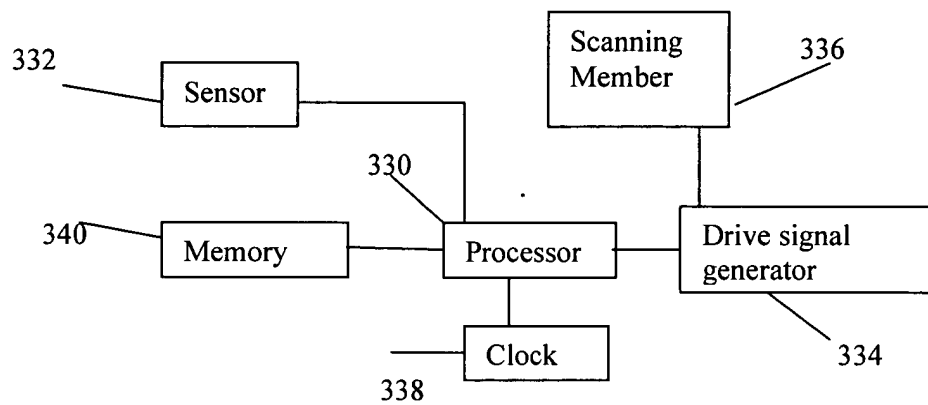 Scanning
Member
336
332
Sensor
330
340
Memory
Processor
Drive signal
generator
Clock
338
334